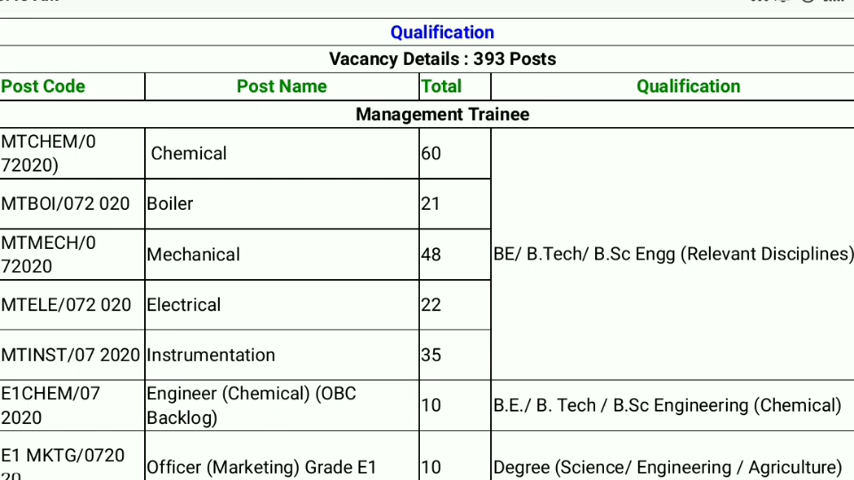 Qualification
Vacancy Details : 393 Posts
Post Code Post Name Total Qualification
Management Trainee
MTCHEM/0
72020) Chemical 60
MTBOI/072 020 Boiler 21
MTMECH/0
72020 Mechanical 48
BE/ B.Tech/ B.Sc Engg (Relevant Disciplines)
MTELE/072 020 Electrical 22
MTINST/07 2020 Instrumentation 35
E1CHEM/07
2020
Engineer (Chemical) (OBC
Backlog)
10
B.E./ B. Tech / B.Sc Engineering (Chemical)
E1 MKTG/0720
20
Officer (Marketing) Grade E1
10
Degree (Science/ Engineering / Agriculture)